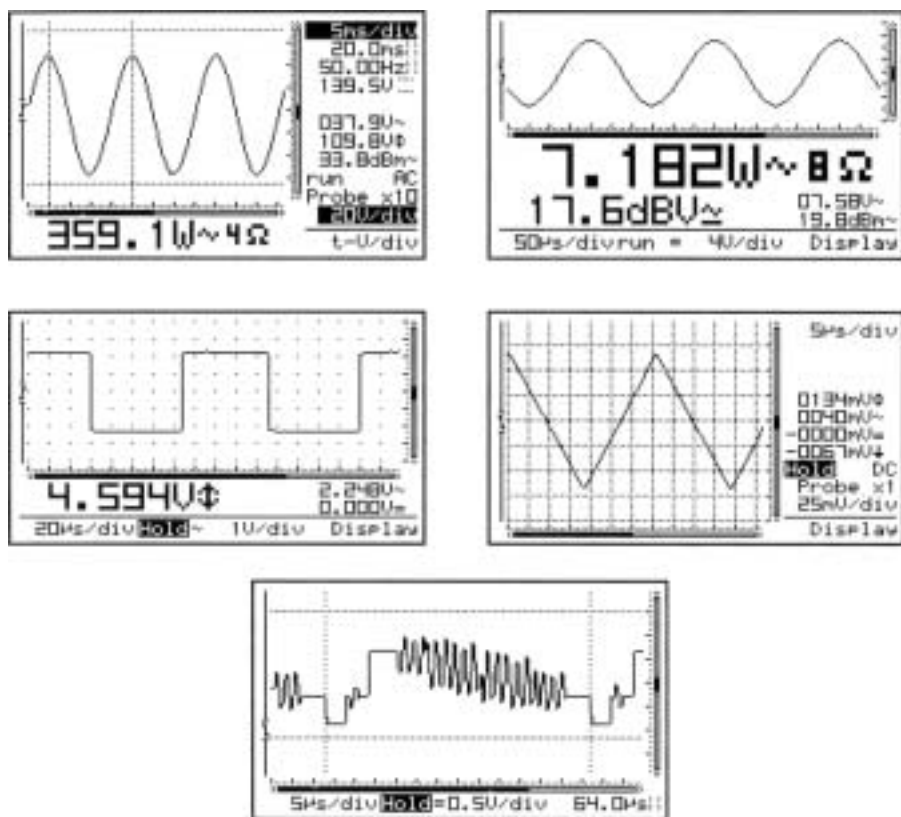 5ms/div
20.0ms
50.00Hz
139.5V
037.9V~
109.8V⇕
33.8dBm~
run AC
Probe x10
20V/div
359.1W~4Ω
t-V/div
7.182W~8Ω
17.6dBV≃
07.58V~
19.8dBm~
50µs/div run = 4V/div Display
4.594V⇕
2.248V~
0.000V=
20µs/div Hold ~ 1V/div Display
5µs/div
0134mV⇕
0040mV~
-0000mV=
-0067mV↓
Hold DC
Probe x1
25mV/div
Display
5µs/div Hold =0.5V/div 64.0µs